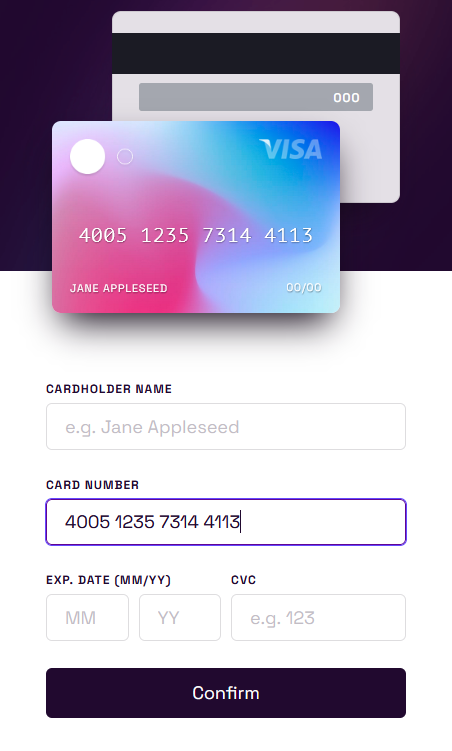 000
VISA
4005 1235 7314 4113
JANE APPLESEED 00/00
CARDHOLDER NAME
e.g. Jane Appleseed
CARD NUMBER
4005 1235 7314 4113
EXP. DATE (MM/YY) CVC
MM YY e.g. 123
Confirm